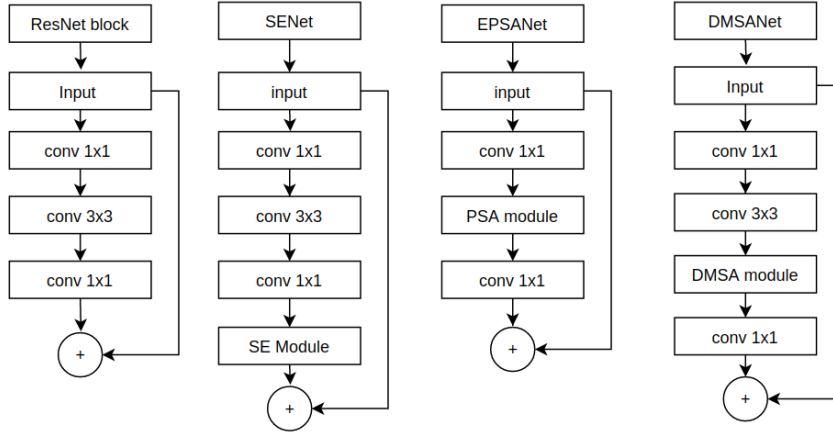 ResNet block
Input
conv 1x1
conv 3x3
conv 1x1
+
SENet
input
conv 1x1
conv 3x3
conv 1x1
SE Module
+
EPSANet
input
conv 1x1
PSA module
conv 1x1
+
DMSANet
Input
conv 1x1
conv 3x3
DMSA module
conv 1x1
+